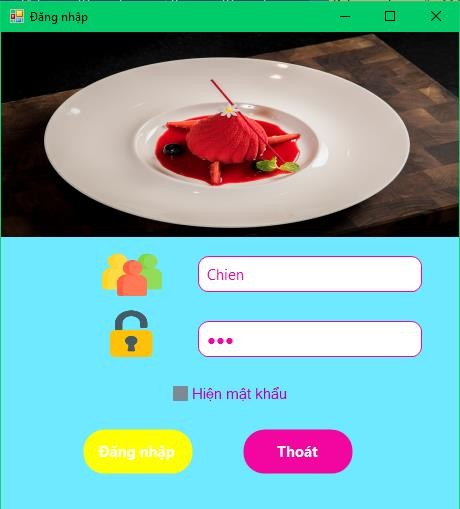 Đăng nhập
Chien
●●●
Hiện mật khẩu
Đăng nhập
Thoát